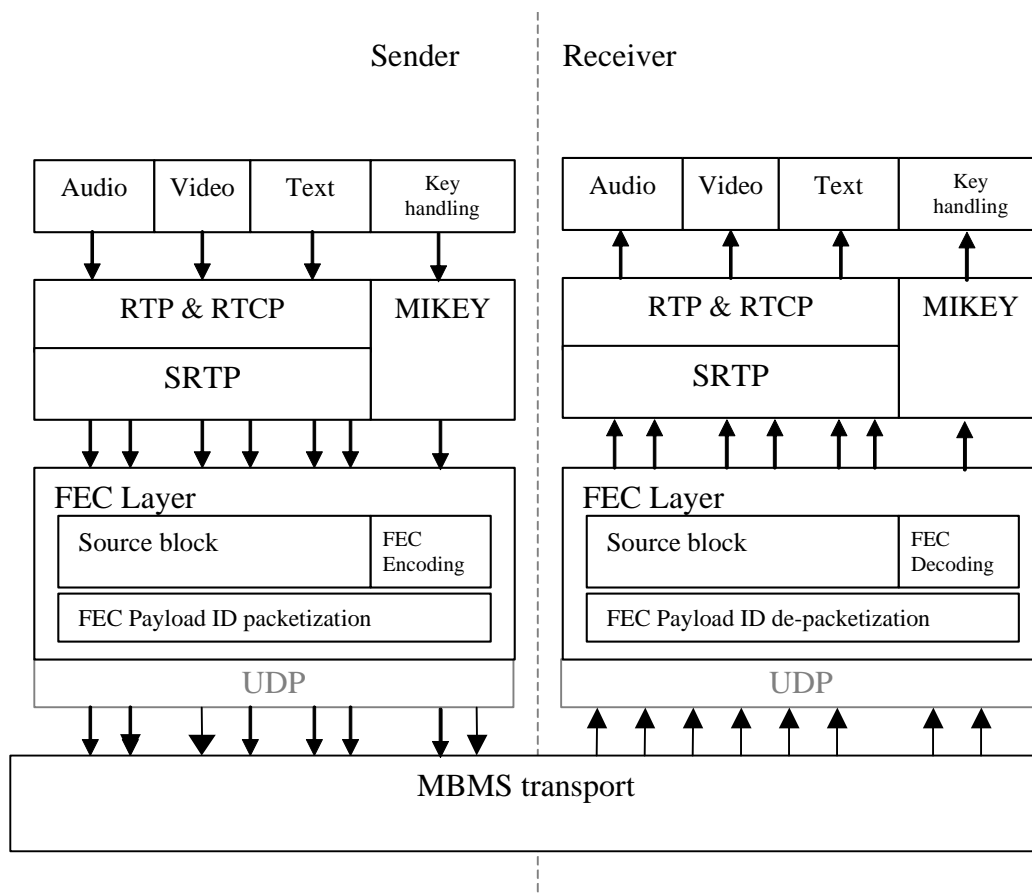 Sender
Receiver
Audio
Video
Text
Key
handling
Audio
Video
Text
Key
handling
RTP & RTCP
MIKEY
SRTP
RTP & RTCP
MIKEY
SRTP
FEC Layer
Source block
FEC
Encoding
FEC Payload ID packetization
UDP
FEC Layer
Source block
FEC
Decoding
FEC Payload ID de-packetization
UDP
MBMS transport